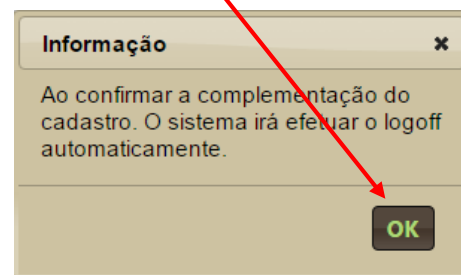 Informação
Ao confirmar a complementação do
cadastro. O sistema irá efetuar o logoff
automaticamente.
OK